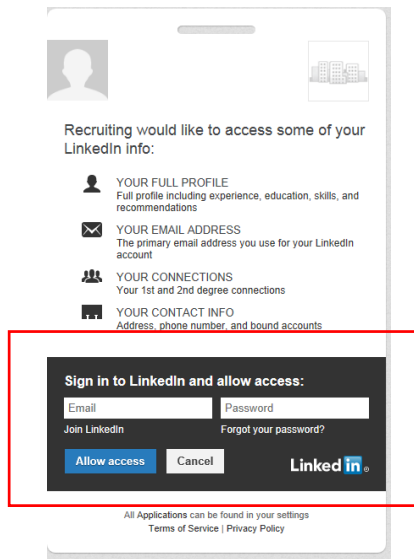 Recruiting would like to access some of your
LinkedIn info:
YOUR FULL PROFILE
Full profile including experience, education, skills, and
recommendations
YOUR EMAIL ADDRESS
The primary email address you use for your LinkedIn
account
YOUR CONNECTIONS
Your 1st and 2nd degree connections
YOUR CONTACT INFO
Address, phone number, and bound accounts
Sign in to LinkedIn and allow access:
Email Password
Join LinkedIn Forgot your password?
Allow access Cancel LinkedIn®
All Applications can be found in your settings
Terms of Service | Privacy Policy